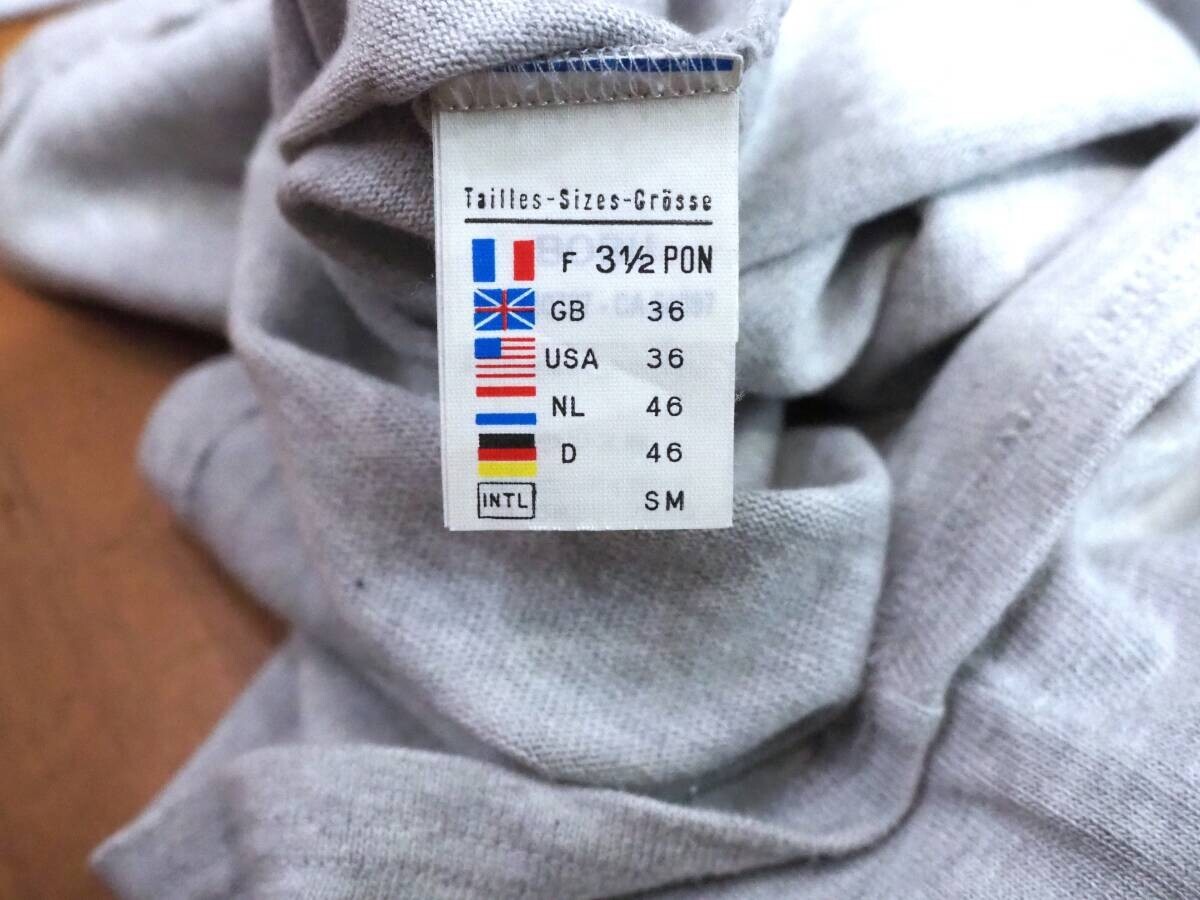 Tailles-Sizes-Grösse
F 3½ PON
GB 36
USA 36
NL 46
D 46
INTL SM